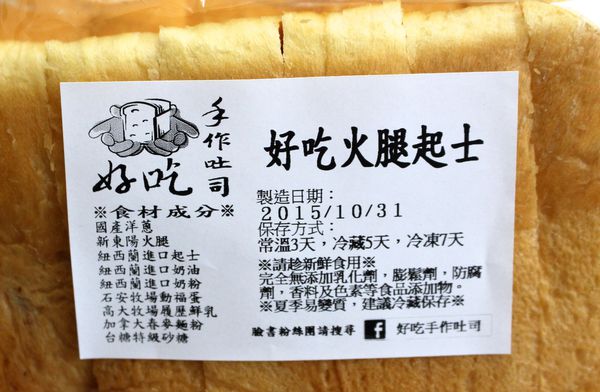 手作吐司
好吃
※食材成分※
國產洋蔥
新東陽火腿
紐西蘭進口起士
紐西蘭進口奶油
紐西蘭進口奶粉
石安牧場動福蛋
高大牧場履歷鮮乳
加拿大春麥麵粉
台糖特級砂糖
好吃火腿起士
製造日期：
2015/10/31
保存方式：
常溫3天，冷藏5天，冷凍7天
※請趁新鮮食用※
完全無添加乳化劑，膨鬆劑，防腐
劑，香料及色素等食品添加物。
※夏季易變質，建議冷藏保存※
臉書粉絲團請搜尋 f 好吃手作吐司